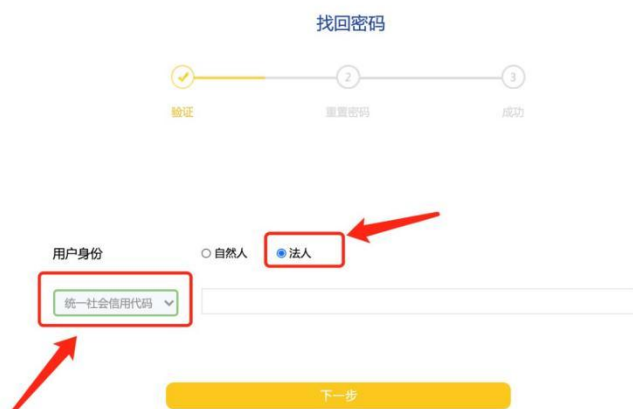 找回密码
2
3
验证
重置密码
成功
用户身份
自然人
法人
统一社会信用代码
下一步